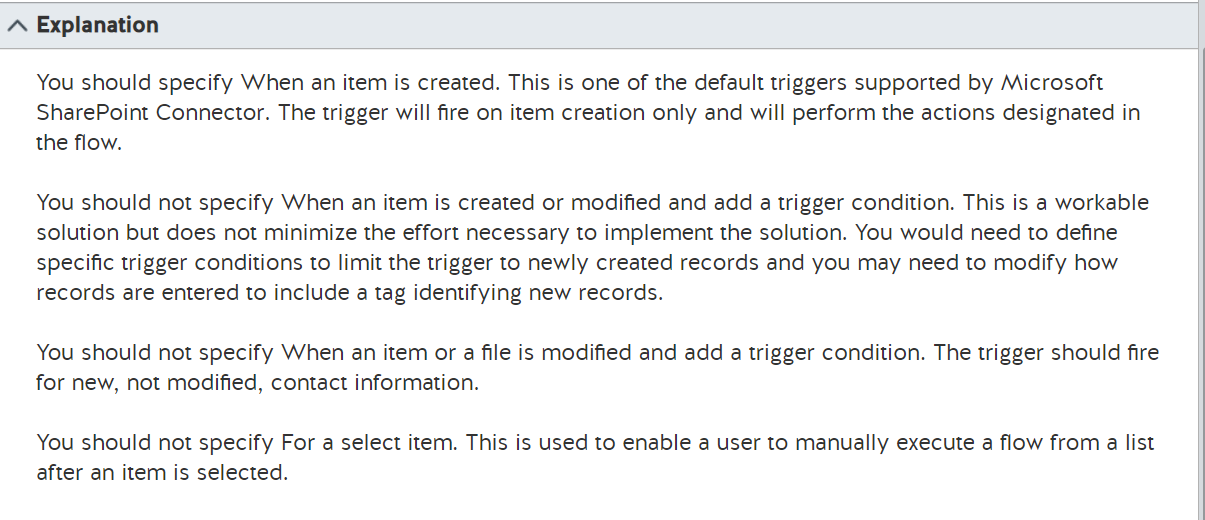 Explanation
You should specify When an item is created. This is one of the default triggers supported by Microsoft
SharePoint Connector. The trigger will fire on item creation only and will perform the actions designated in
the flow.
You should not specify When an item is created or modified and add a trigger condition. This is a workable
solution but does not minimize the effort necessary to implement the solution. You would need to define
specific trigger conditions to limit the trigger to newly created records and you may need to modify how
records are entered to include a tag identifying new records.
You should not specify When an item or a file is modified and add a trigger condition. The trigger should fire
for new, not modified, contact information.
You should not specify For a select item. This is used to enable a user to manually execute a flow from a list
after an item is selected.